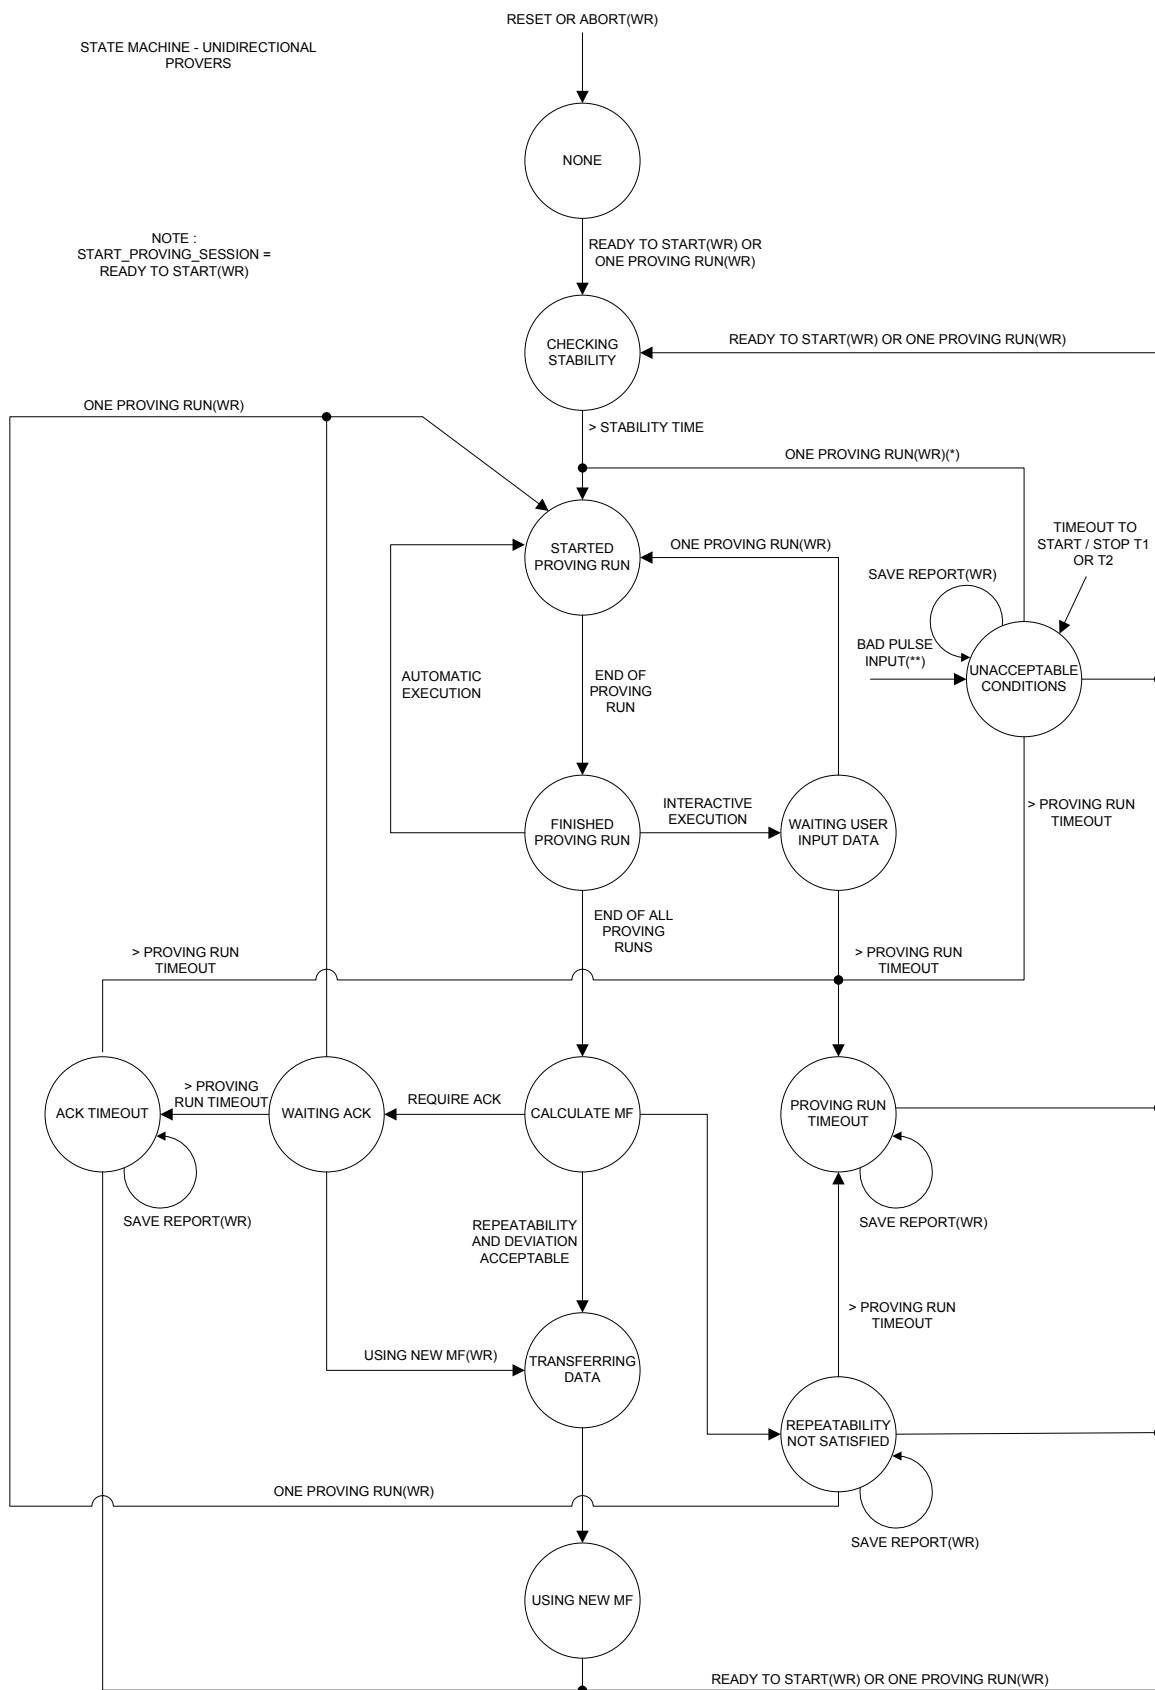 RESET OR ABORT(WR)
STATE MACHINE - UNIDIRECTIONAL
PROVERS
NONE
NOTE :
START_PROVING_SESSION =
READY TO START(WR)
READY TO START(WR) OR
ONE PROVING RUN(WR)
CHECKING
STABILITY
READY TO START(WR) OR ONE PROVING RUN(WR)
ONE PROVING RUN(WR)
> STABILITY TIME
ONE PROVING RUN(WR)(*)
STARTED
PROVING RUN
ONE PROVING RUN(WR)
TIMEOUT TO
START / STOP T1
OR T2
SAVE REPORT(WR)
BAD PULSE
INPUT(**)
UNACCEPTABLE
CONDITIONS
AUTOMATIC
EXECUTION
END OF
PROVING
RUN
FINISHED
PROVING RUN
INTERACTIVE
EXECUTION
WAITING USER
INPUT DATA
> PROVING RUN
TIMEOUT
END OF ALL
PROVING
RUNS
> PROVING RUN
TIMEOUT
> PROVING RUN
TIMEOUT
ACK TIMEOUT
> PROVING
RUN TIMEOUT
WAITING ACK
REQUIRE ACK
CALCULATE MF
PROVING RUN
TIMEOUT
SAVE REPORT(WR)
SAVE REPORT(WR)
REPEATABILITY
AND DEVIATION
ACCEPTABLE
> PROVING RUN
TIMEOUT
USING NEW MF(WR)
TRANSFERRING
DATA
REPEATABILITY
NOT SATISFIED
ONE PROVING RUN(WR)
SAVE REPORT(WR)
USING NEW MF
READY TO START(WR) OR ONE PROVING RUN(WR)